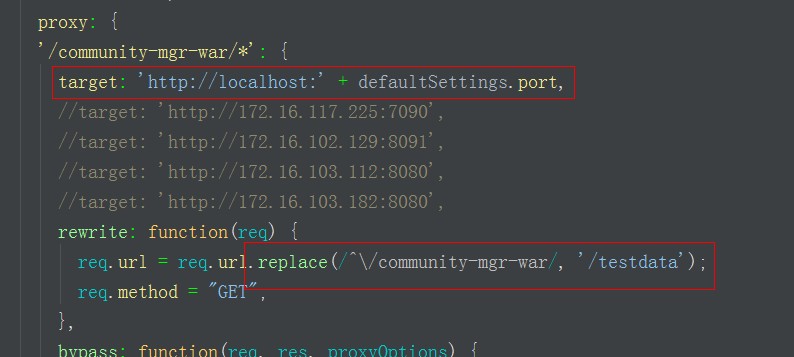 proxy: {
'/community-mgr-war/*': {
target: 'http://localhost:' + defaultSettings.port,
//target: 'http://172.16.117.225:7090',
//target: 'http://172.16.102.129:8091',
//target: 'http://172.16.103.112:8080',
//target: 'http://172.16.103.182:8080',
rewrite: function(req) {
req.url = req.url.replace(/^\/community-mgr-war/, '/testdata');
req.method = "GET",
},
bypass: function(req, res, proxyOptions) {